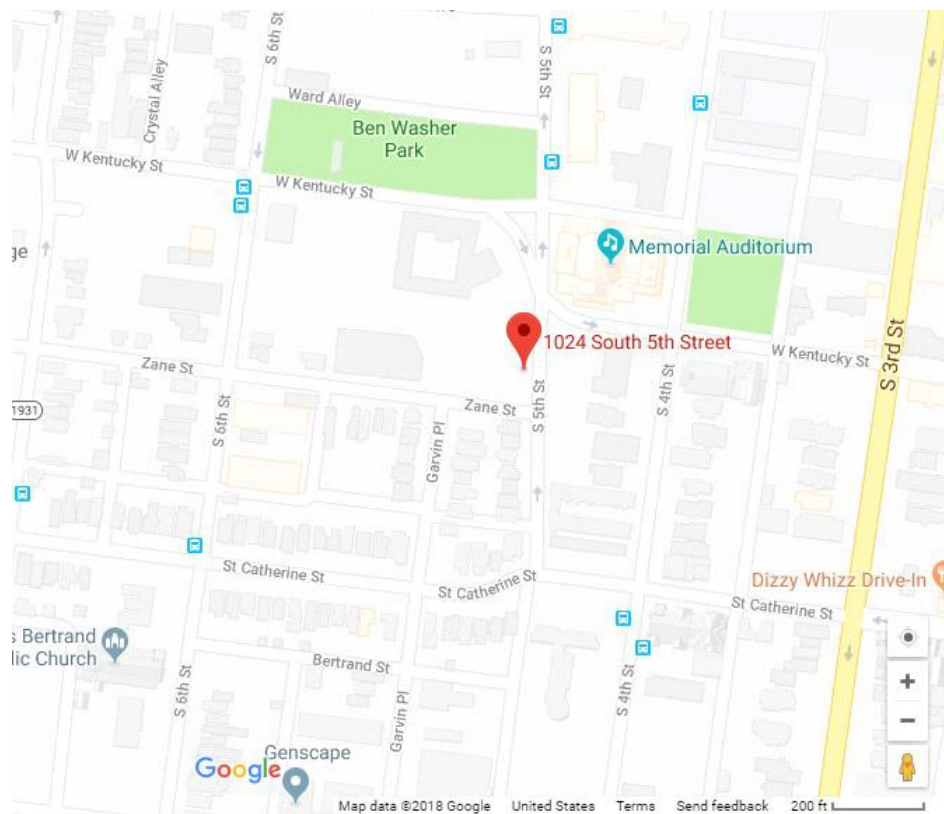 S 6th St
S 5th St
Crystal Alley
Ward Alley
Ben Washer
Park
W Kentucky St
W Kentucky St
Memorial Auditorium
ge
1024 South 5th Street
W Kentucky St
S 3rd St
Zane St
1931
S 6th St
Zane St
S 5th St
S 4th St
Garvin Pl
St Catherine St
St Catherine St
Dizzy Whizz Drive-In
St Catherine St
s Bertrand
lic Church
Bertrand St
S 6th St
Garvin Pl
S 4th St
Genscape
Google
Map data ©2018 Google United States Terms Send feedback 200 ft